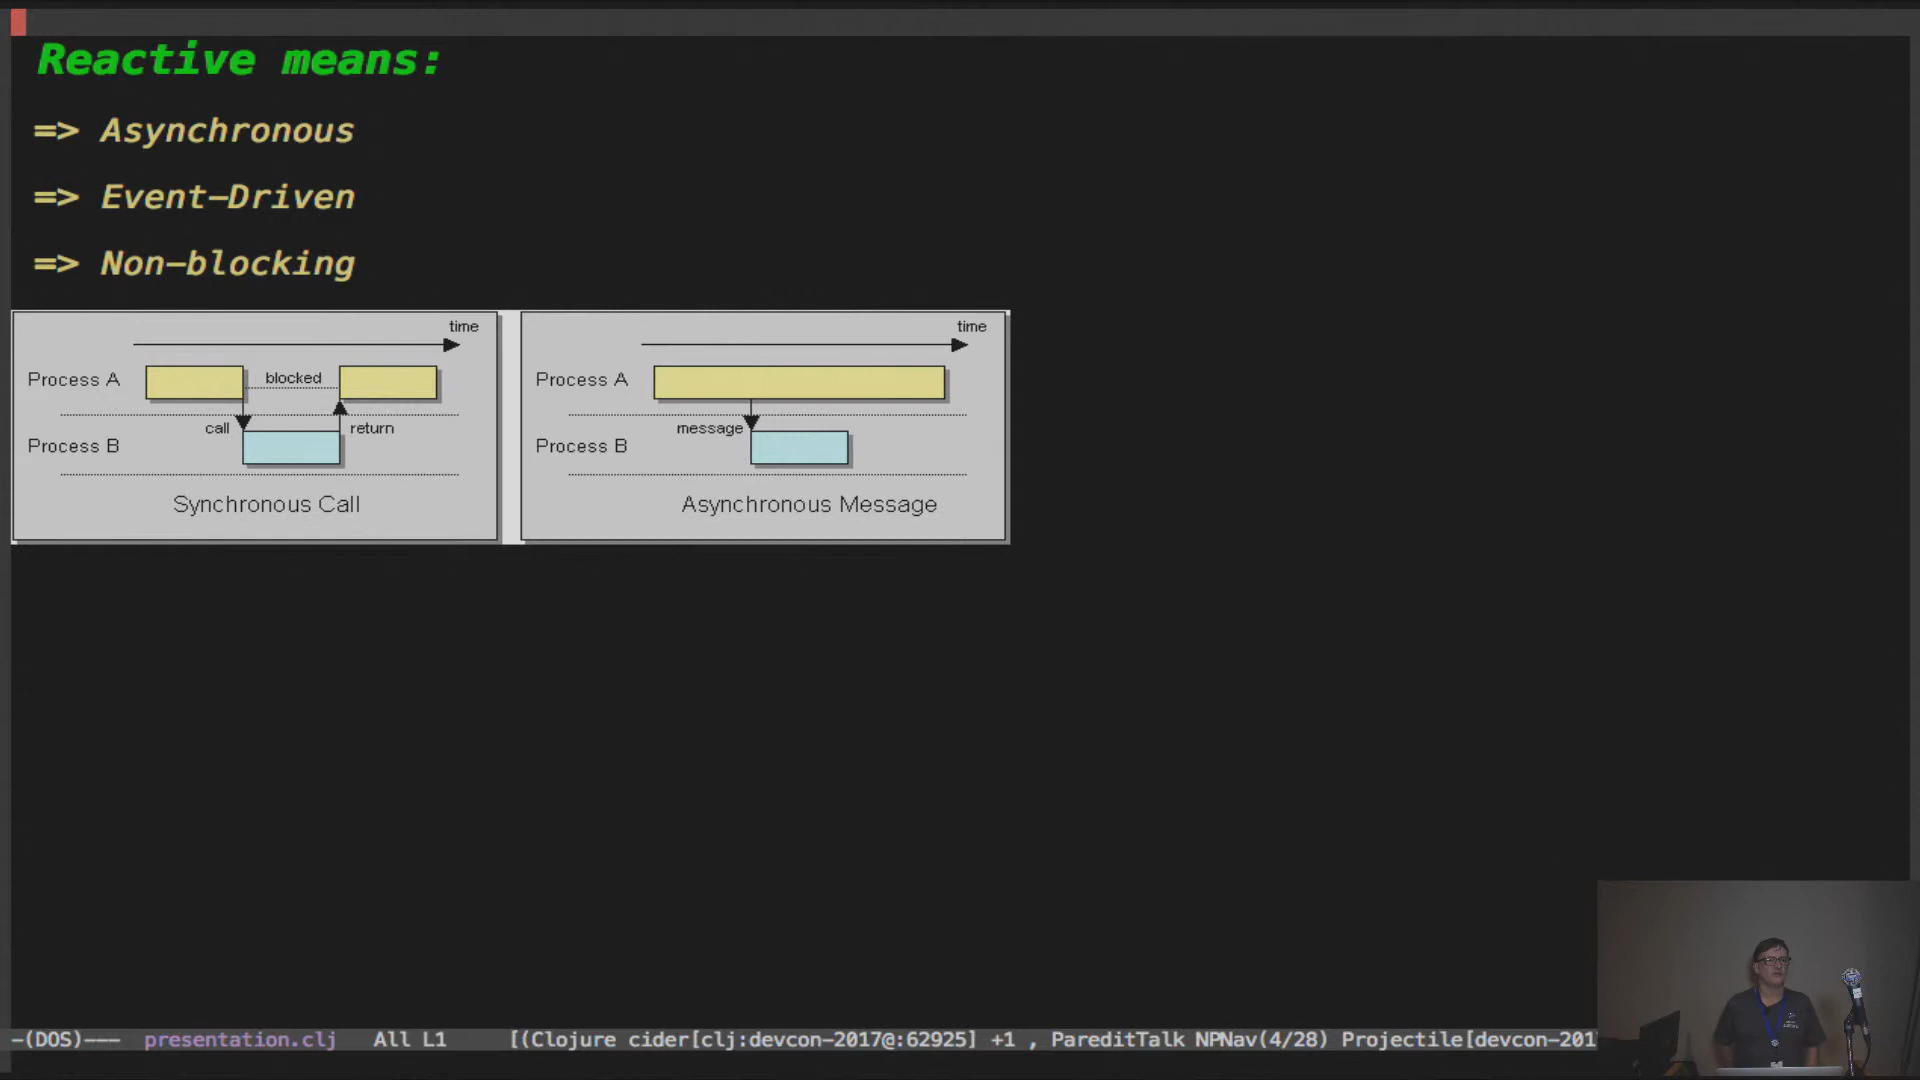 Reactive means:
=> Asynchronous
=> Event-Driven
=> Non-blocking
time
Process A
blocked
call
return
Process B
Synchronous Call
time
Process A
message
Process B
Asynchronous Message
-(DOS)--- presentation.clj All L1 [(Clojure cider[clj:devcon-2017@:62925] +1 , PareditTalk NPNav(4/28) Projectile[devcon-201